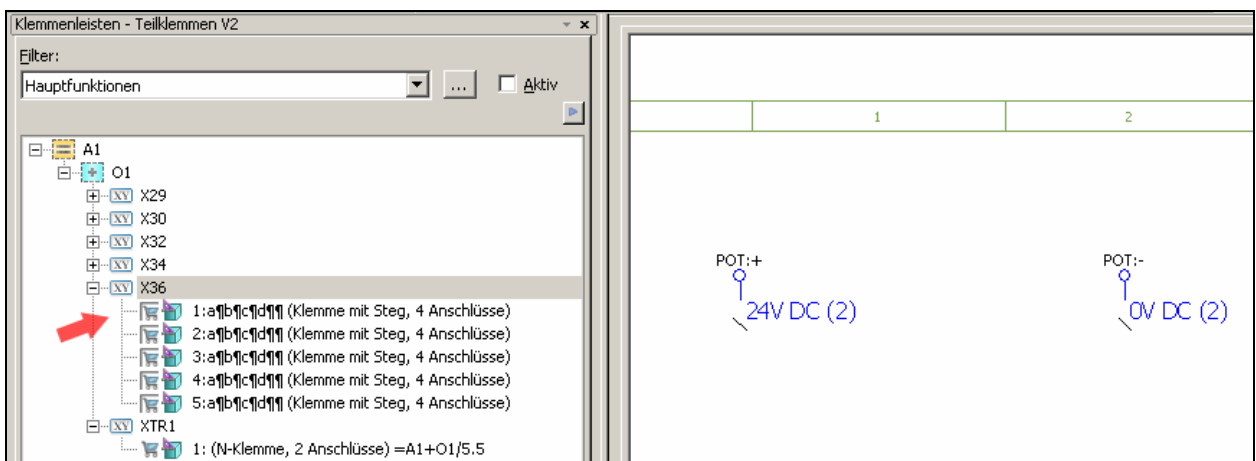 Klemmenleisten - Teilklemmen V2
Filter:
Hauptfunktionen
...
Aktiv
A1
O1
X29
X30
X32
X34
X36
1:a¶b¶c¶d¶¶ (Klemme mit Steg, 4 Anschlüsse)
2:a¶b¶c¶d¶¶ (Klemme mit Steg, 4 Anschlüsse)
3:a¶b¶c¶d¶¶ (Klemme mit Steg, 4 Anschlüsse)
4:a¶b¶c¶d¶¶ (Klemme mit Steg, 4 Anschlüsse)
5:a¶b¶c¶d¶¶ (Klemme mit Steg, 4 Anschlüsse)
XTR1
1: (N-Klemme, 2 Anschlüsse) =A1+O1/5.5
1 2
POT:+ POT:-
24V DC (2) 0V DC (2)